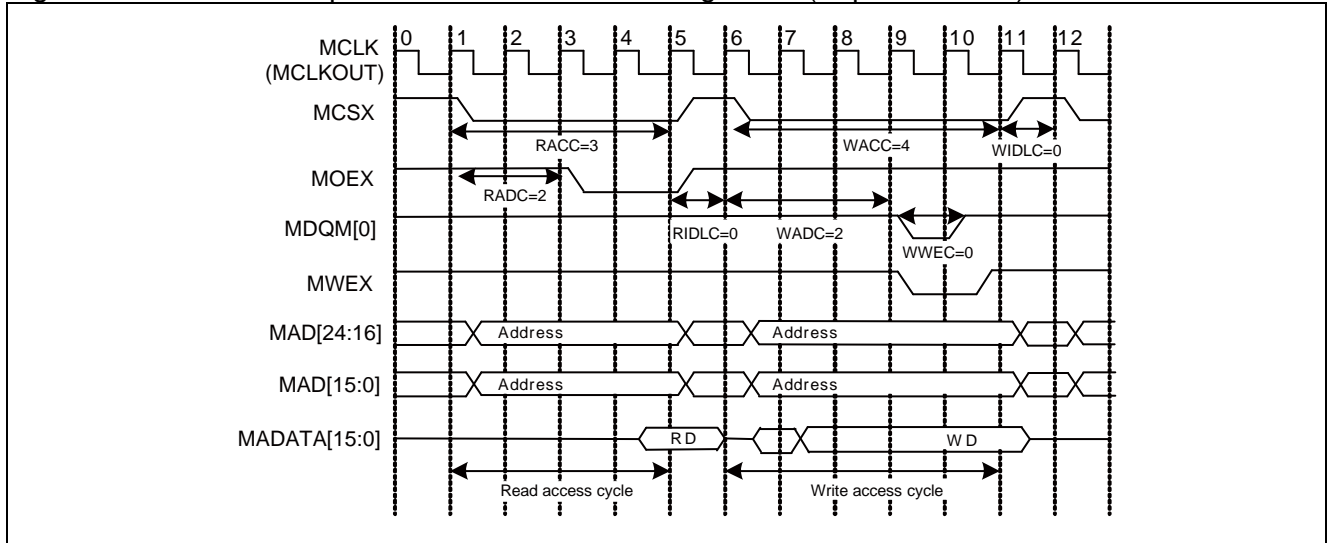 0 1 2 3 4 5 6 7 8 9 10 11 12
MCLK
(MCLKOUT)
MCSX
RACC=3 WACC=4 WIDLC=0
MOEX
RADC=2
MDQM[0]
RIDLC=0 WADC=2
WWEC=0
MWEX
MAD[24:16] Address Address
MAD[15:0] Address Address
MADATA[15:0] RD WD
Read access cycle Write access cycle